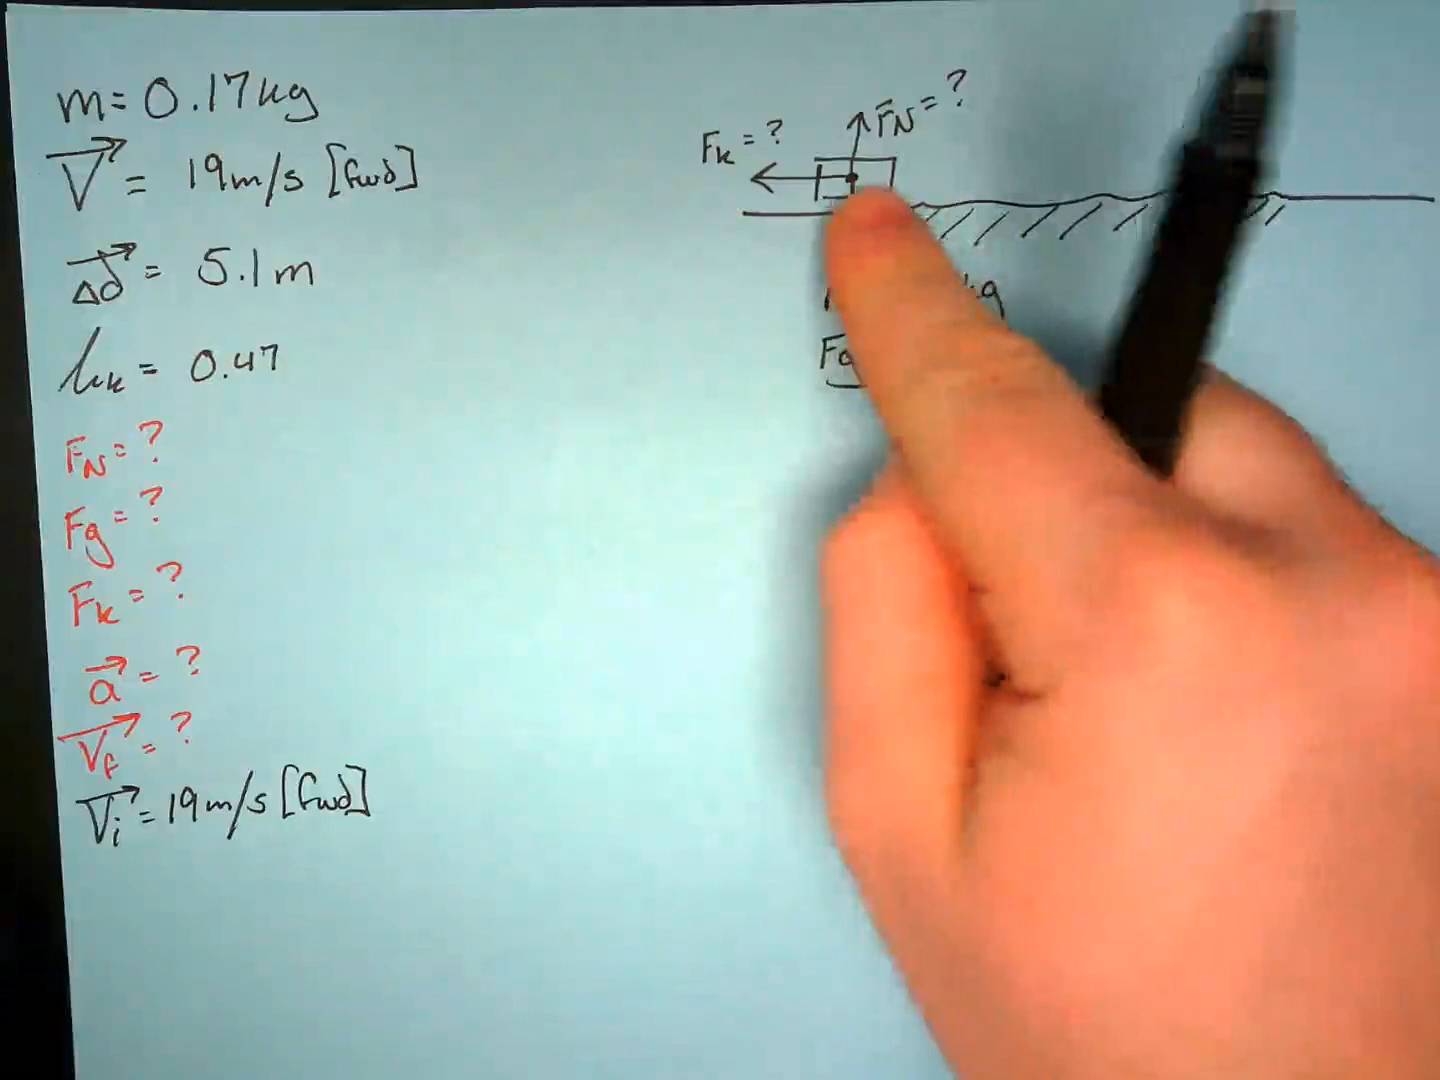 m = 0.17kg
V = 19m/s [fwd]
Δd = 5.1m
μk = 0.47
FN = ?
Fg = ?
Fk = ?
a = ?
Vf = ?
Vi = 19m/s [fwd]
FN = ?
Fk = ?
kg